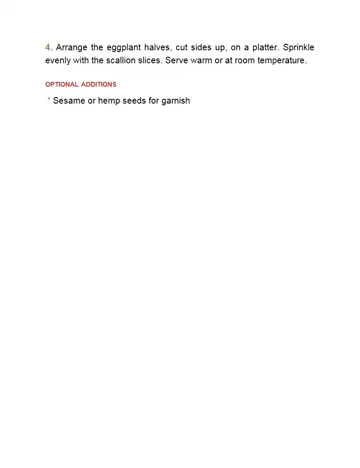 4. Arrange the eggplant halves, cut sides up, on a platter. Sprinkle
evenly with the scallion slices. Serve warm or at room temperature.
OPTIONAL ADDITIONS
* Sesame or hemp seeds for garnish